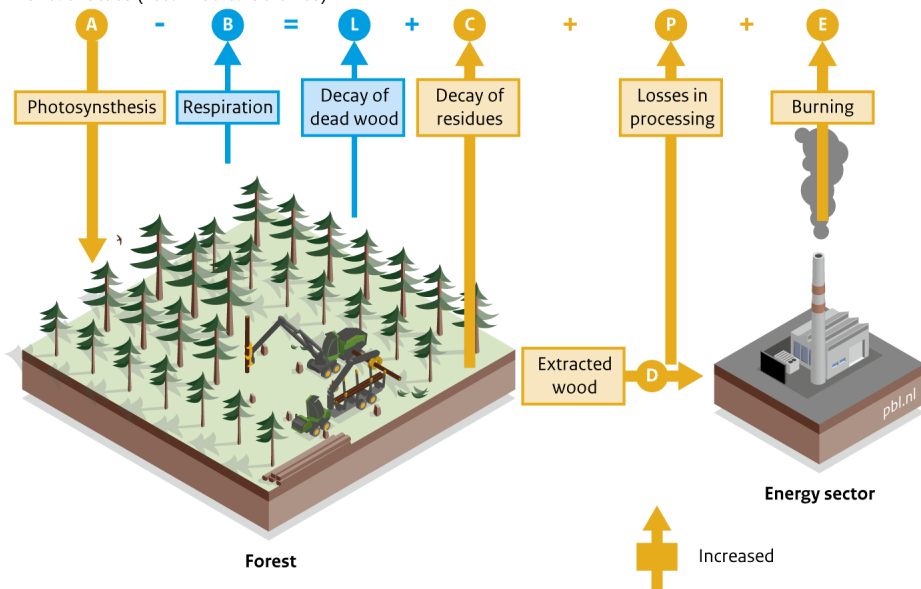 A - B = L + C + P + E
Photosynsthesis
Respiration
Decay of
dead wood
Decay of
residues
Losses in
processing
Burning
Extracted
wood
D
pbl.nl
Energy sector
Forest
Increased